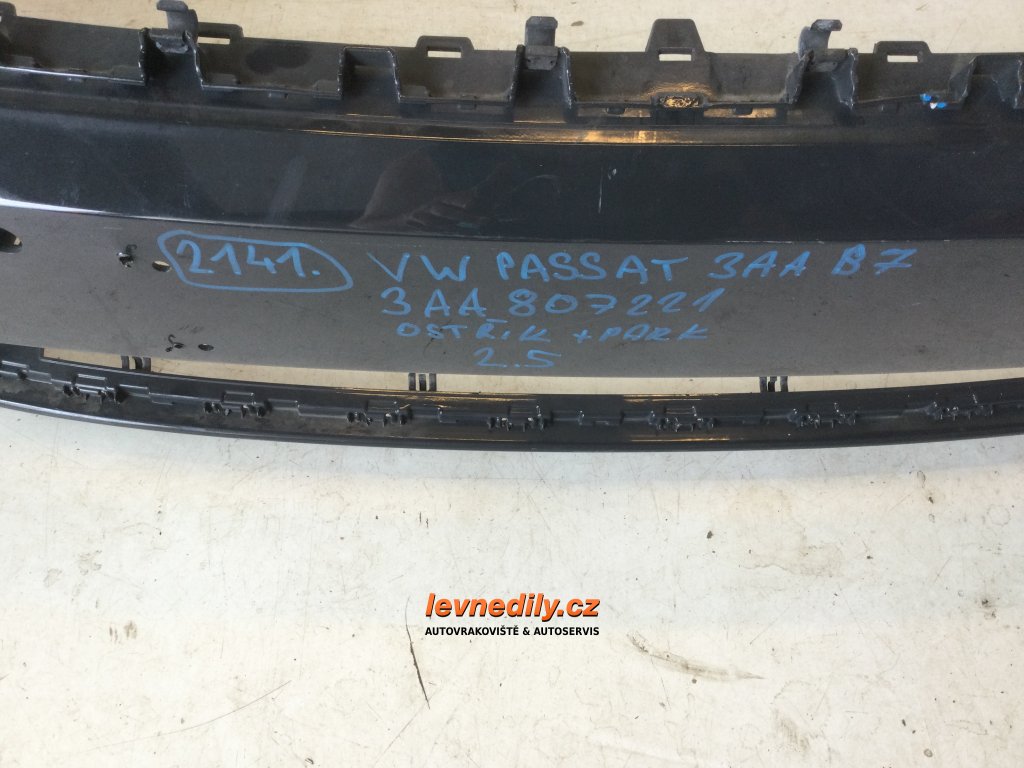 2141. VW PASSAT 3AA B7
3AA 807221
OSTŘIK + PARK
2.5
levnedily.cz
AUTOVRAKOVIŠTĚ & AUTOSERVIS